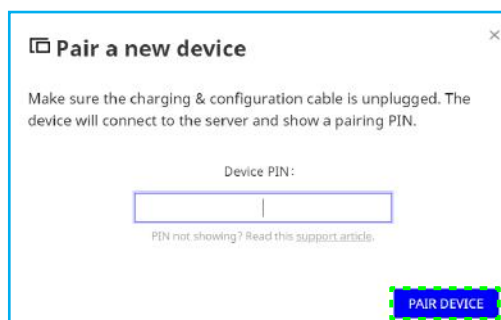 Pair a new device
Make sure the charging & configuration cable is unplugged. The
device will connect to the server and show a pairing PIN.
Device PIN:
PIN not showing? Read this support article.
PAIR DEVICE